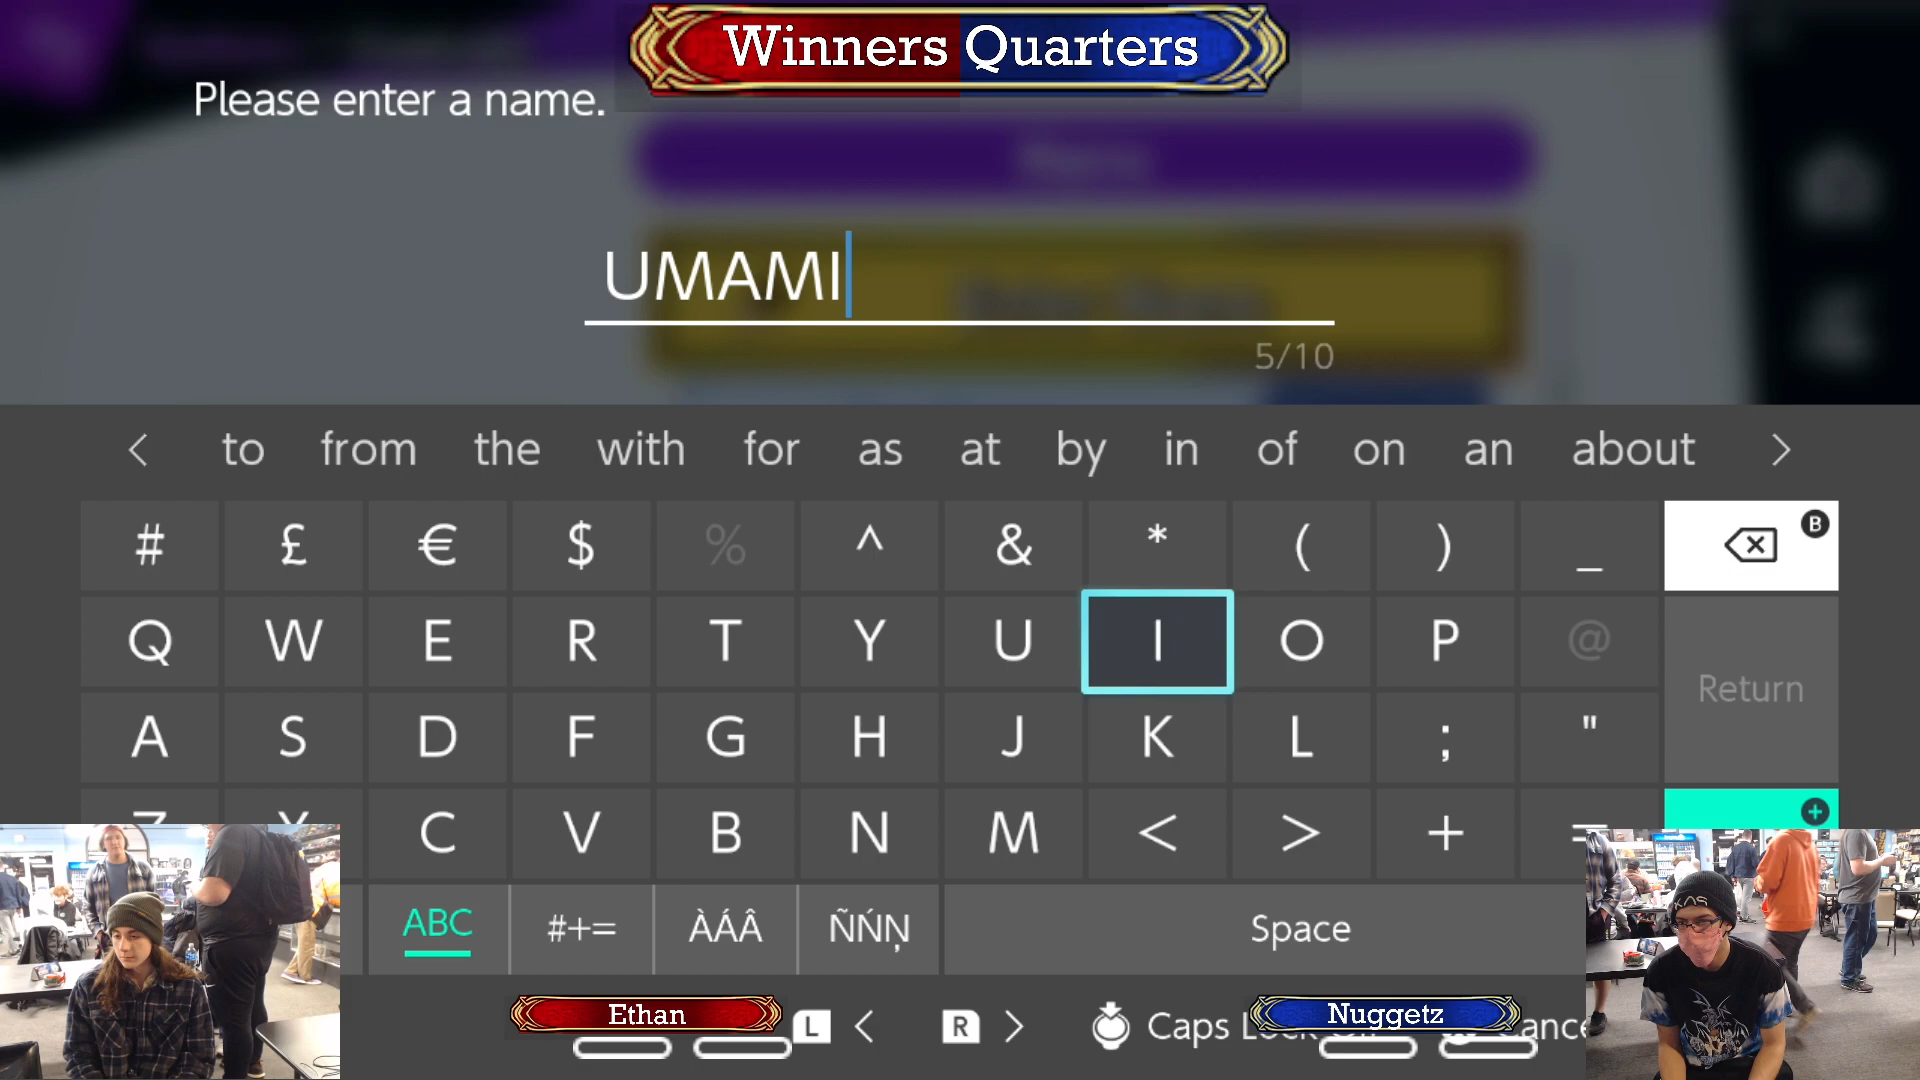 Winners Quarters
Please enter a name.
UMAMI
5/10
< to from the with for as at by in of on an about >
# £ € $ % ^ & * ( ) _ B
Q W E R T Y U I O P @
Return
A S D F G H J K L ; "
C V B N M < > + =
+
ABC #+= ÀÁÂ ÑŃŅ Space
L < R > Caps
Ethan
Nuggetz